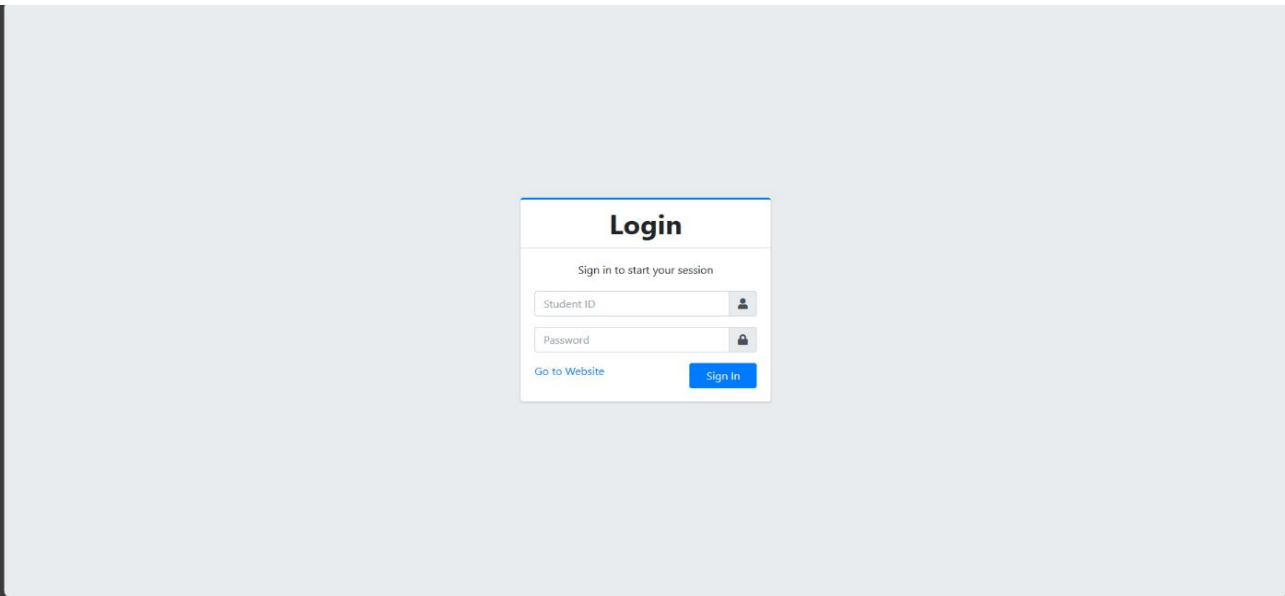 Login
Sign in to start your session
Student ID
Password
Go to Website
Sign In